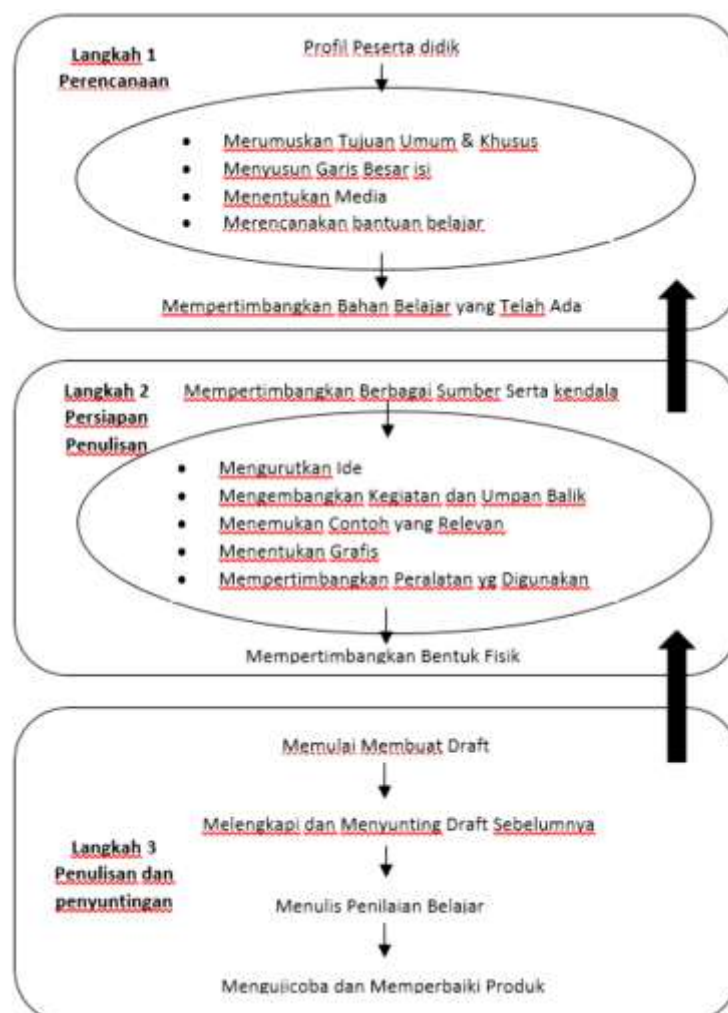 Langkah 1
Perencanaan
Profil Peserta didik
Merumuskan Tujuan Umum & Khusus
Menyusun Garis Besar isi
Menentukan Media
Merencanakan bantuan belajar
Mempertimbangkan Bahan Belajar yang Telah Ada
Langkah 2
Persiapan
Penulisan
Mempertimbangkan Berbagai Sumber Serta kendala
Mengurutkan Ide
Mengembangkan Kegiatan dan Umpan Balik
Menemukan Contoh yang Relevan
Menentukan Grafis
Mempertimbangkan Peralatan yg Digunakan
Mempertimbangkan Bentuk Fisik
Memulai Membuat Draft
Melengkapi dan Menyunting Draft Sebelumnya
Langkah 3
Penulisan dan
penyuntingan
Menulis Penilaian Belajar
Mengujicoba dan Memperbaiki Produk